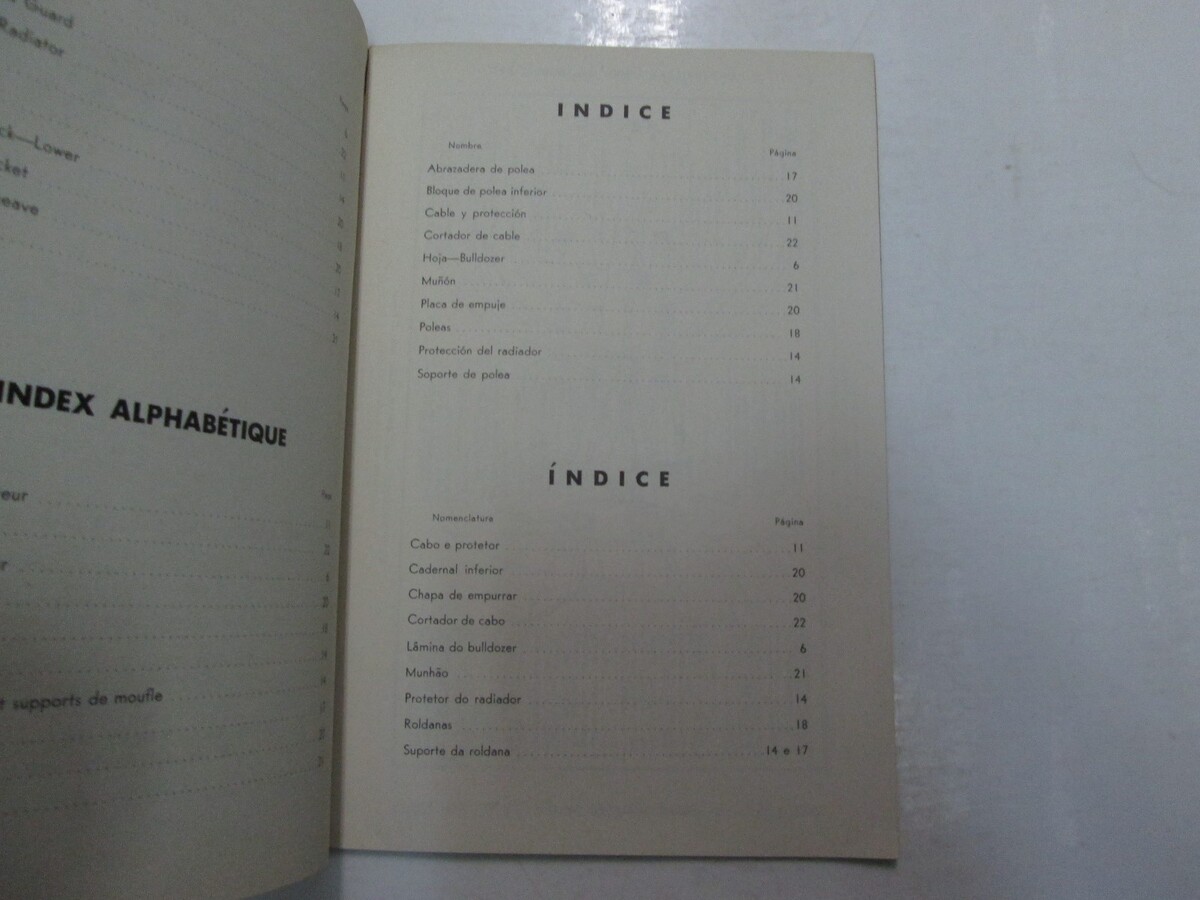 Guard
Radiator
ck—Lower
cket
eave
INDEX ALPHABÉTIQUE
eur
t supports de moufle
INDICE
Nombre Página
Abrazadera de polea 17
Bloque de polea inferior 20
Cable y protección 11
Cortador de cable 22
Hoja—Bulldozer 6
Muñón 21
Placa de empuje 20
Poleas 18
Protección del radiador 14
Soporte de polea 14
ÍNDICE
Nomenclatura Página
Cabo e protetor 11
Cadernal inferior 20
Chapa de empurrar 20
Cortador de cabo 22
Lâmina do bulldozer 6
Munhão 21
Protetor do radiador 14
Roldanas 18
Suporte da roldana 14 e 17